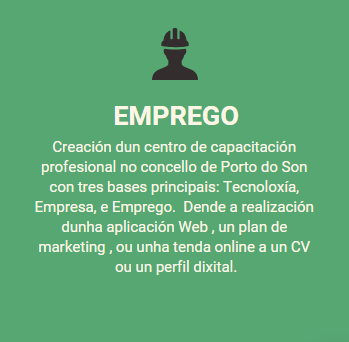 EMPREGO
Creación dun centro de capacitación
profesional no concello de Porto do Son
con tres bases principais: Tecnoloxía,
Empresa, e Emprego. Dende a realización
dunha aplicación Web , un plan de
marketing , ou unha tenda online a un CV
ou un perfil dixital.